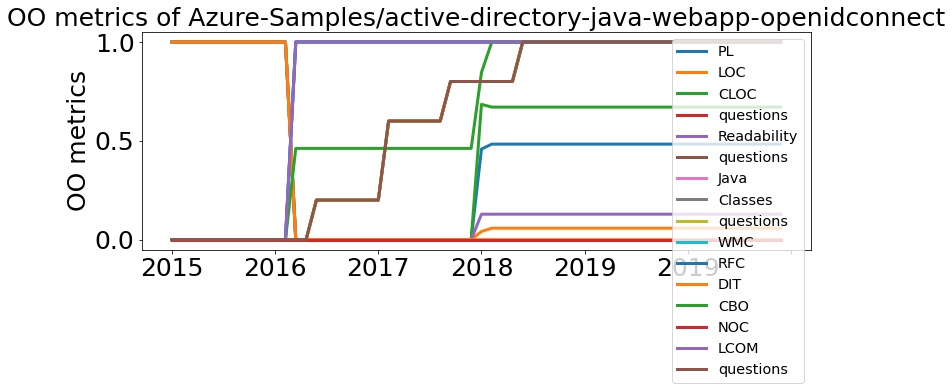 OO metrics of Azure-Samples/active-directory-java-webapp-openidconnect
OO metrics
1.0
0.5
0.0
2015 2016 2017 2018 2019 2019
PL
LOC
CLOC
questions
Readability
questions
Java
Classes
questions
WMC
RFC
DIT
CBO
NOC
LCOM
questions